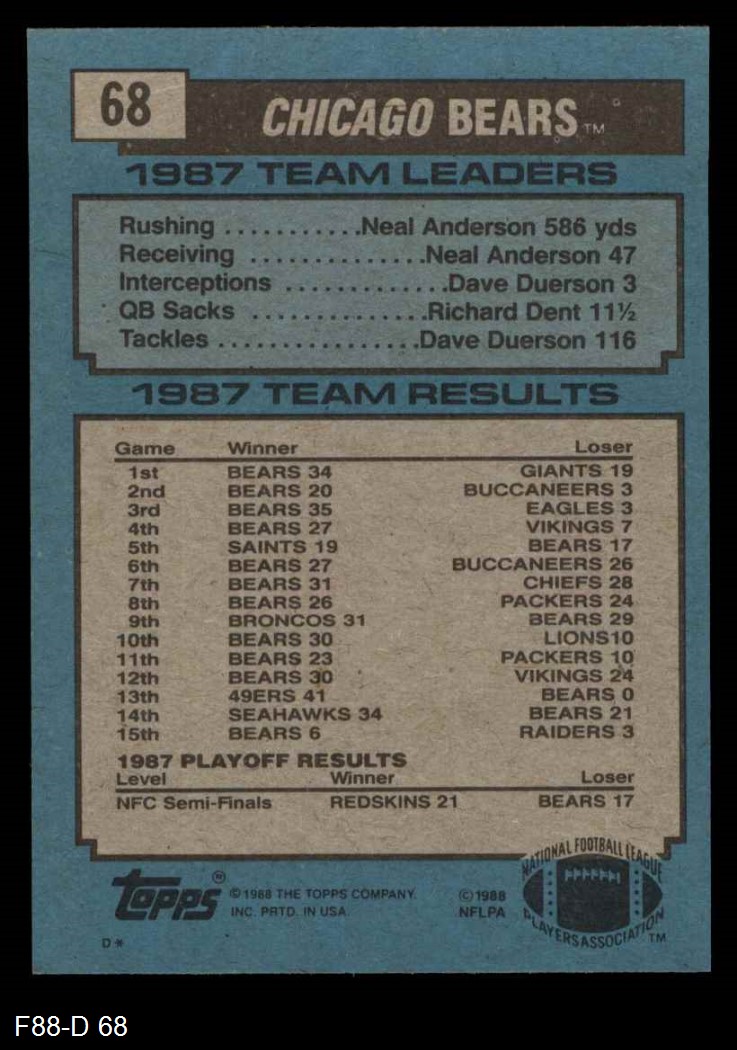 68
CHICAGO BEARS™
1987 TEAM LEADERS
Rushing ...........Neal Anderson 586 yds
Receiving ..............Neal Anderson 47
Interceptions .............Dave Duerson 3
QB Sacks ..............Richard Dent 11½
Tackles ................Dave Duerson 116
1987 TEAM RESULTS
Game Winner Loser
1st BEARS 34 GIANTS 19
2nd BEARS 20 BUCCANEERS 3
3rd BEARS 35 EAGLES 3
4th BEARS 27 VIKINGS 7
5th SAINTS 19 BEARS 17
6th BEARS 27 BUCCANEERS 26
7th BEARS 31 CHIEFS 28
8th BEARS 26 PACKERS 24
9th BRONCOS 31 BEARS 29
10th BEARS 30 LIONS10
11th BEARS 23 PACKERS 10
12th BEARS 30 VIKINGS 24
13th 49ERS 41 BEARS 0
14th SEAHAWKS 34 BEARS 21
15th BEARS 6 RAIDERS 3
1987 PLAYOFF RESULTS
Level Winner Loser
NFC Semi-Finals REDSKINS 21 BEARS 17
topps®
© 1988 THE TOPPS COMPANY.
INC. PRTD. IN USA
© 1988
NFLPA
NATIONAL FOOTBALL LEAGUE
PLAYERS ASSOCIATION ™
D*
F88-D 68